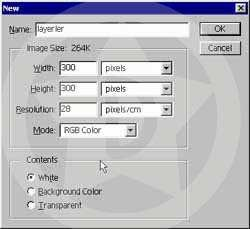 New
Name: layerler
OK
Image Size: 264K
Cancel
Width: 300 pixels
Height: 300 pixels
Resolution: 28 pixels/cm
Mode: RGB Color
Contents
White
Background Color
Transparent